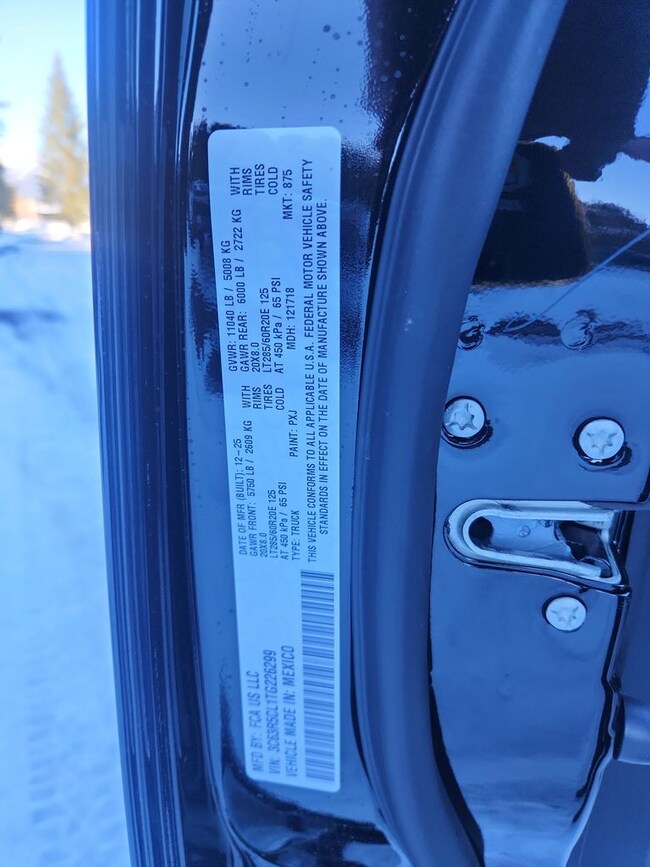 MFD BY: FCA US LLC
DATE OF MFR (BUILT): 12-25
GVWR: 11040 LB / 5008 KG
GAWR FRONT: 5750 LB / 2609 KG
WITH
GAWR REAR: 6000 LB / 2722 KG
WITH
20X8.0
RIMS
20X8.0
RIMS
LT285/60R20E 125
TIRES
LT285/60R20E 125
TIRES
AT 450 kPa / 65 PSI
COLD
AT 450 kPa / 65 PSI
COLD
VIN: 3C63R5CL1TG226299
TYPE: TRUCK
PAINT: PXJ
MDH: 121718
MKT: 875
VEHICLE MADE IN: MEXICO
THIS VEHICLE CONFORMS TO ALL APPLICABLE U.S.A. FEDERAL MOTOR VEHICLE SAFETY
STANDARDS IN EFFECT ON THE DATE OF MANUFACTURE SHOWN ABOVE.